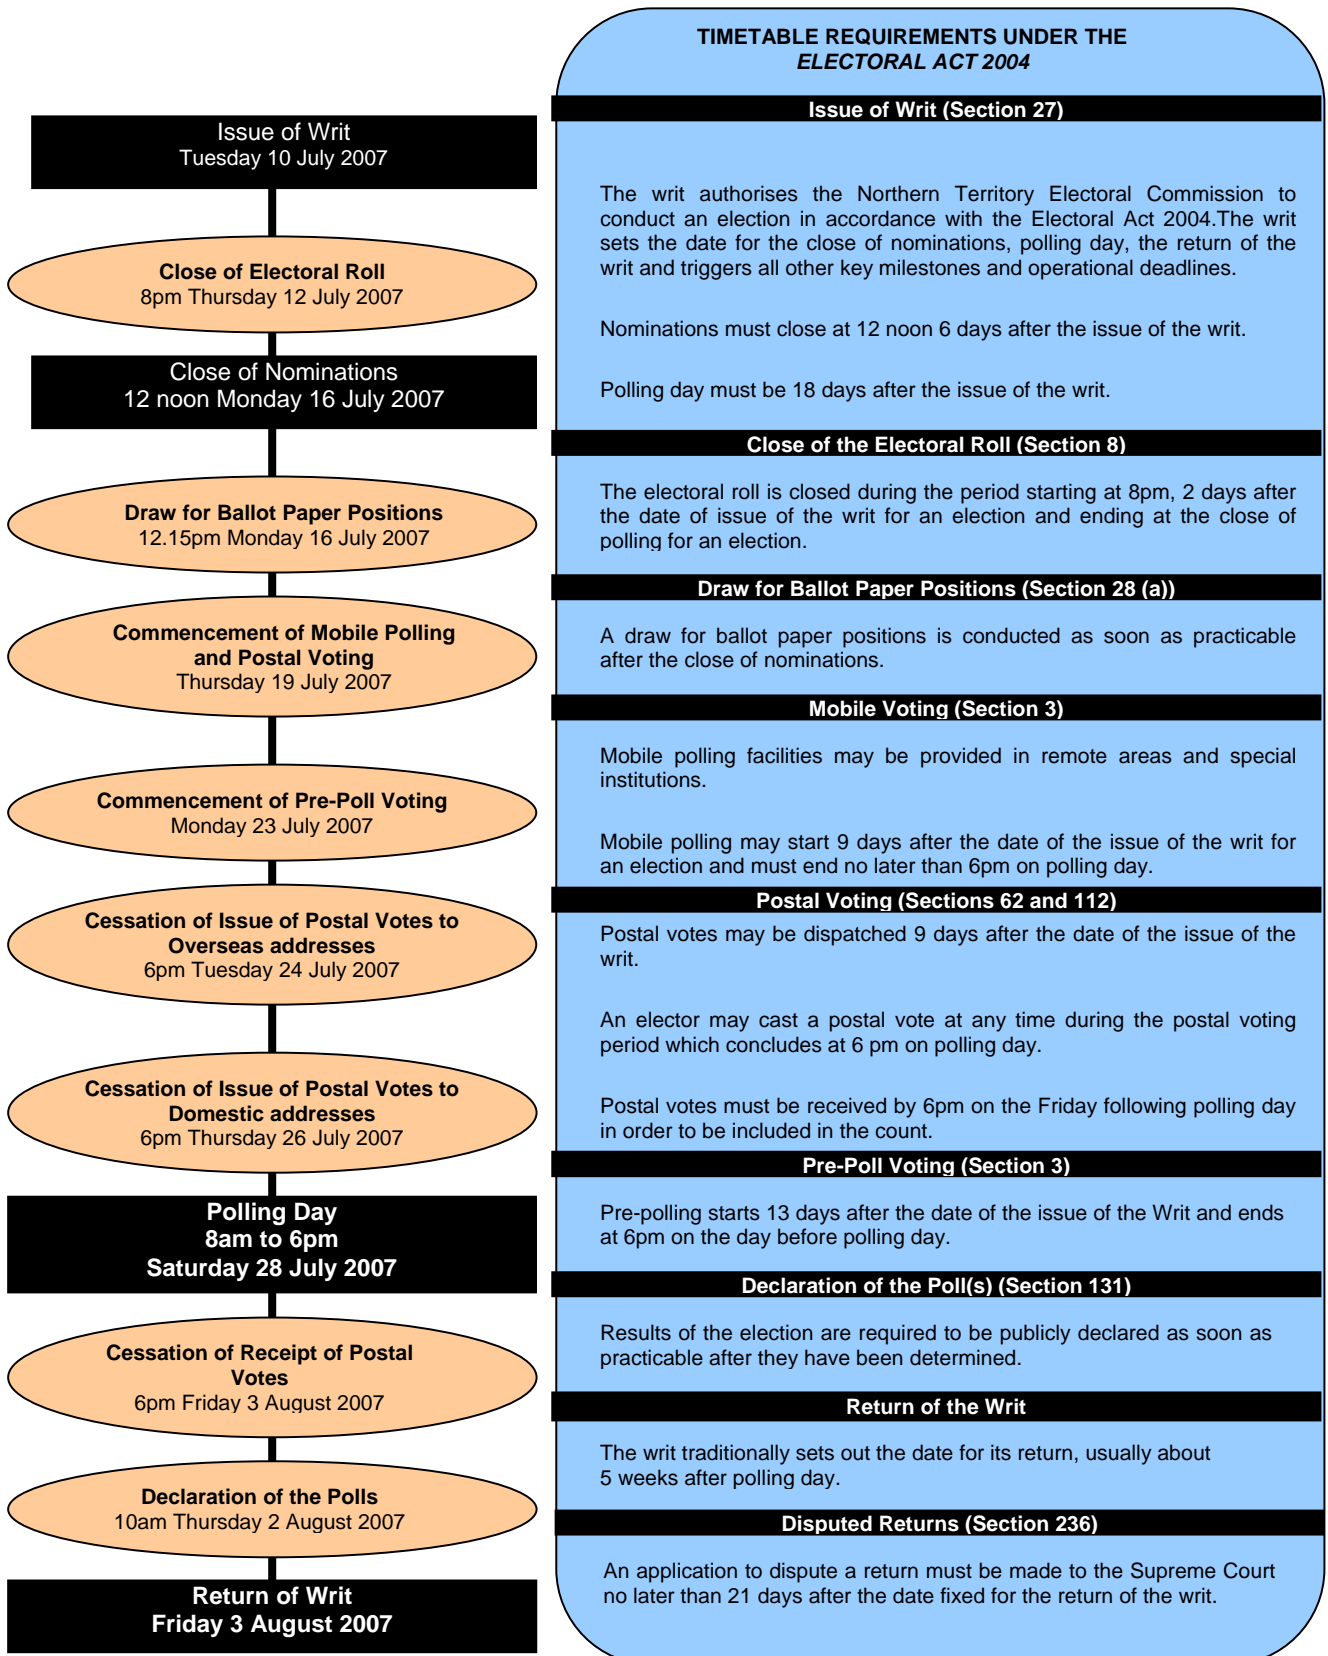 Issue of Writ
Tuesday 10 July 2007
Close of Electoral Roll
8pm Thursday 12 July 2007
Close of Nominations
12 noon Monday 16 July 2007
Draw for Ballot Paper Positions
12.15pm Monday 16 July 2007
Commencement of Mobile Polling
and Postal Voting
Thursday 19 July 2007
Commencement of Pre-Poll Voting
Monday 23 July 2007
Cessation of Issue of Postal Votes to
Overseas addresses
6pm Tuesday 24 July 2007
Cessation of Issue of Postal Votes to
Domestic addresses
6pm Thursday 26 July 2007
Polling Day
8am to 6pm
Saturday 28 July 2007
Cessation of Receipt of Postal
Votes
6pm Friday 3 August 2007
Declaration of the Polls
10am Thursday 2 August 2007
Return of Writ
Friday 3 August 2007
TIMETABLE REQUIREMENTS UNDER THE
ELECTORAL ACT 2004
Issue of Writ (Section 27)
The writ authorises the Northern Territory Electoral Commission to
conduct an election in accordance with the Electoral Act 2004.The writ
sets the date for the close of nominations, polling day, the return of the
writ and triggers all other key milestones and operational deadlines.
Nominations must close at 12 noon 6 days after the issue of the writ.
Polling day must be 18 days after the issue of the writ.
Close of the Electoral Roll (Section 8)
The electoral roll is closed during the period starting at 8pm, 2 days after
the date of issue of the writ for an election and ending at the close of
polling for an election.
Draw for Ballot Paper Positions (Section 28 (a))
A draw for ballot paper positions is conducted as soon as practicable
after the close of nominations.
Mobile Voting (Section 3)
Mobile polling facilities may be provided in remote areas and special
institutions.
Mobile polling may start 9 days after the date of the issue of the writ for
an election and must end no later than 6pm on polling day.
Postal Voting (Sections 62 and 112)
Postal votes may be dispatched 9 days after the date of the issue of the
writ.
An elector may cast a postal vote at any time during the postal voting
period which concludes at 6 pm on polling day.
Postal votes must be received by 6pm on the Friday following polling day
in order to be included in the count.
Pre-Poll Voting (Section 3)
Pre-polling starts 13 days after the date of the issue of the Writ and ends
at 6pm on the day before polling day.
Declaration of the Poll(s) (Section 131)
Results of the election are required to be publicly declared as soon as
practicable after they have been determined.
Return of the Writ
The writ traditionally sets out the date for its return, usually about
5 weeks after polling day.
Disputed Returns (Section 236)
An application to dispute a return must be made to the Supreme Court
no later than 21 days after the date fixed for the return of the writ.